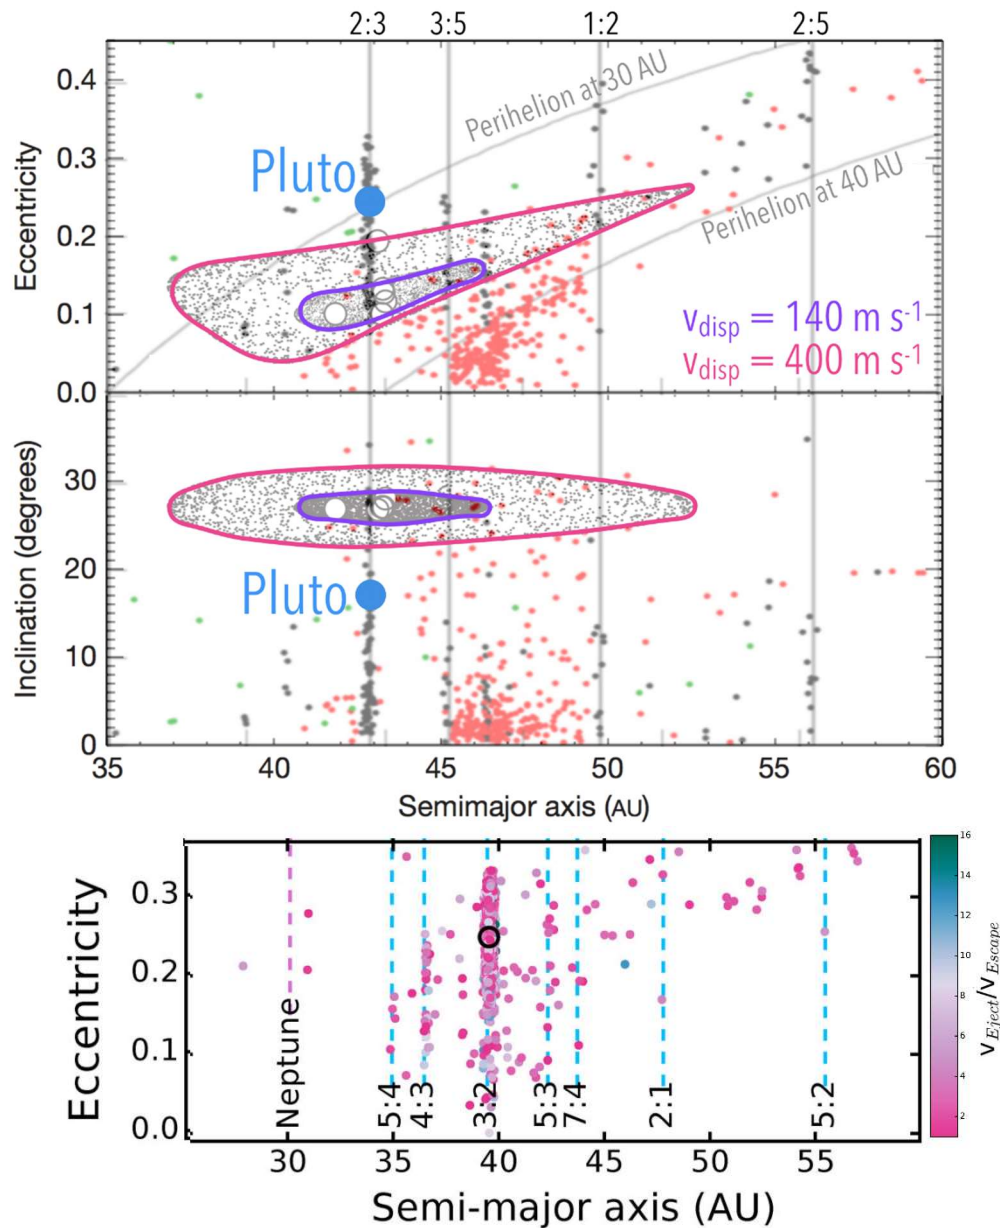 2:3 3:5 1:2 2:5
0.4
0.3
0.2
0.1
0.0
Eccentricity
Perihelion at 30 AU
Perihelion at 40 AU
Pluto
v_disp = 140 m s⁻¹
v_disp = 400 m s⁻¹
30
20
10
0
Inclination (degrees)
Pluto
35 40 45 50 55 60
Semimajor axis (AU)
0.3
0.2
0.1
0.0
Eccentricity
Neptune
5:4
4:3
3:2
5:3
7:4
2:1
5:2
30 35 40 45 50 55
Semi-major axis (AU)
16
14
12
10
8
6
4
2
v_Eject/v_Escape